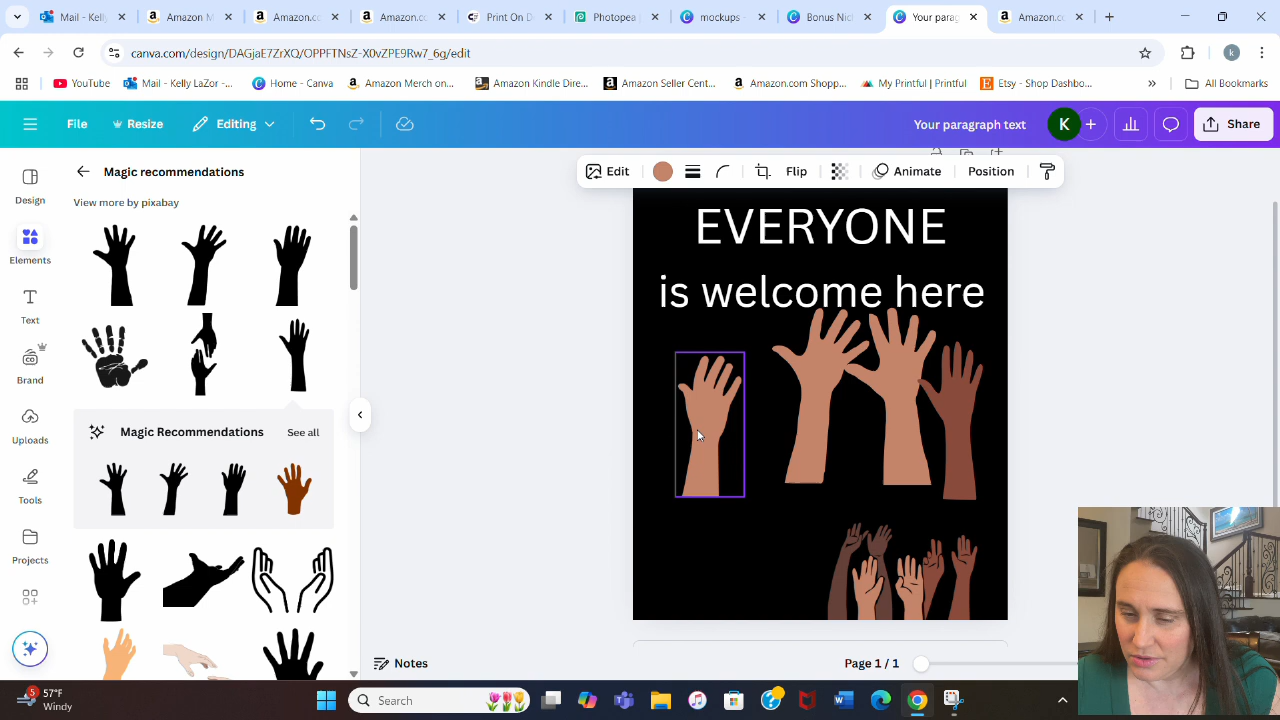 Mail - Kelly
Amazon M
Amazon.co
Amazon.co
Print On D
Photopea
mockups
Bonus Nic
Your parag
Amazon.co
canva.com/design/DAGjaE7ZrXQ/OPPFTNsZ-X0vZPE9Rw7_6g/edit
k
YouTube
Mail - Kelly LaZor -...
Home - Canva
Amazon Merch on...
Amazon Kindle Dire...
Amazon Seller Cent...
Amazon.com Shopp...
My Printful | Printful
Etsy - Shop Dashbo...
All Bookmarks
File
Resize
Editing
Your paragraph text
K
Share
Design
Elements
Text
Brand
Uploads
Tools
Projects
Magic recommendations
View more by pixabay
Magic Recommendations
See all
Edit
Flip
Animate
Position
EVERYONE
is welcome here
Notes
Page 1 / 1
5
57°F
Windy
Search